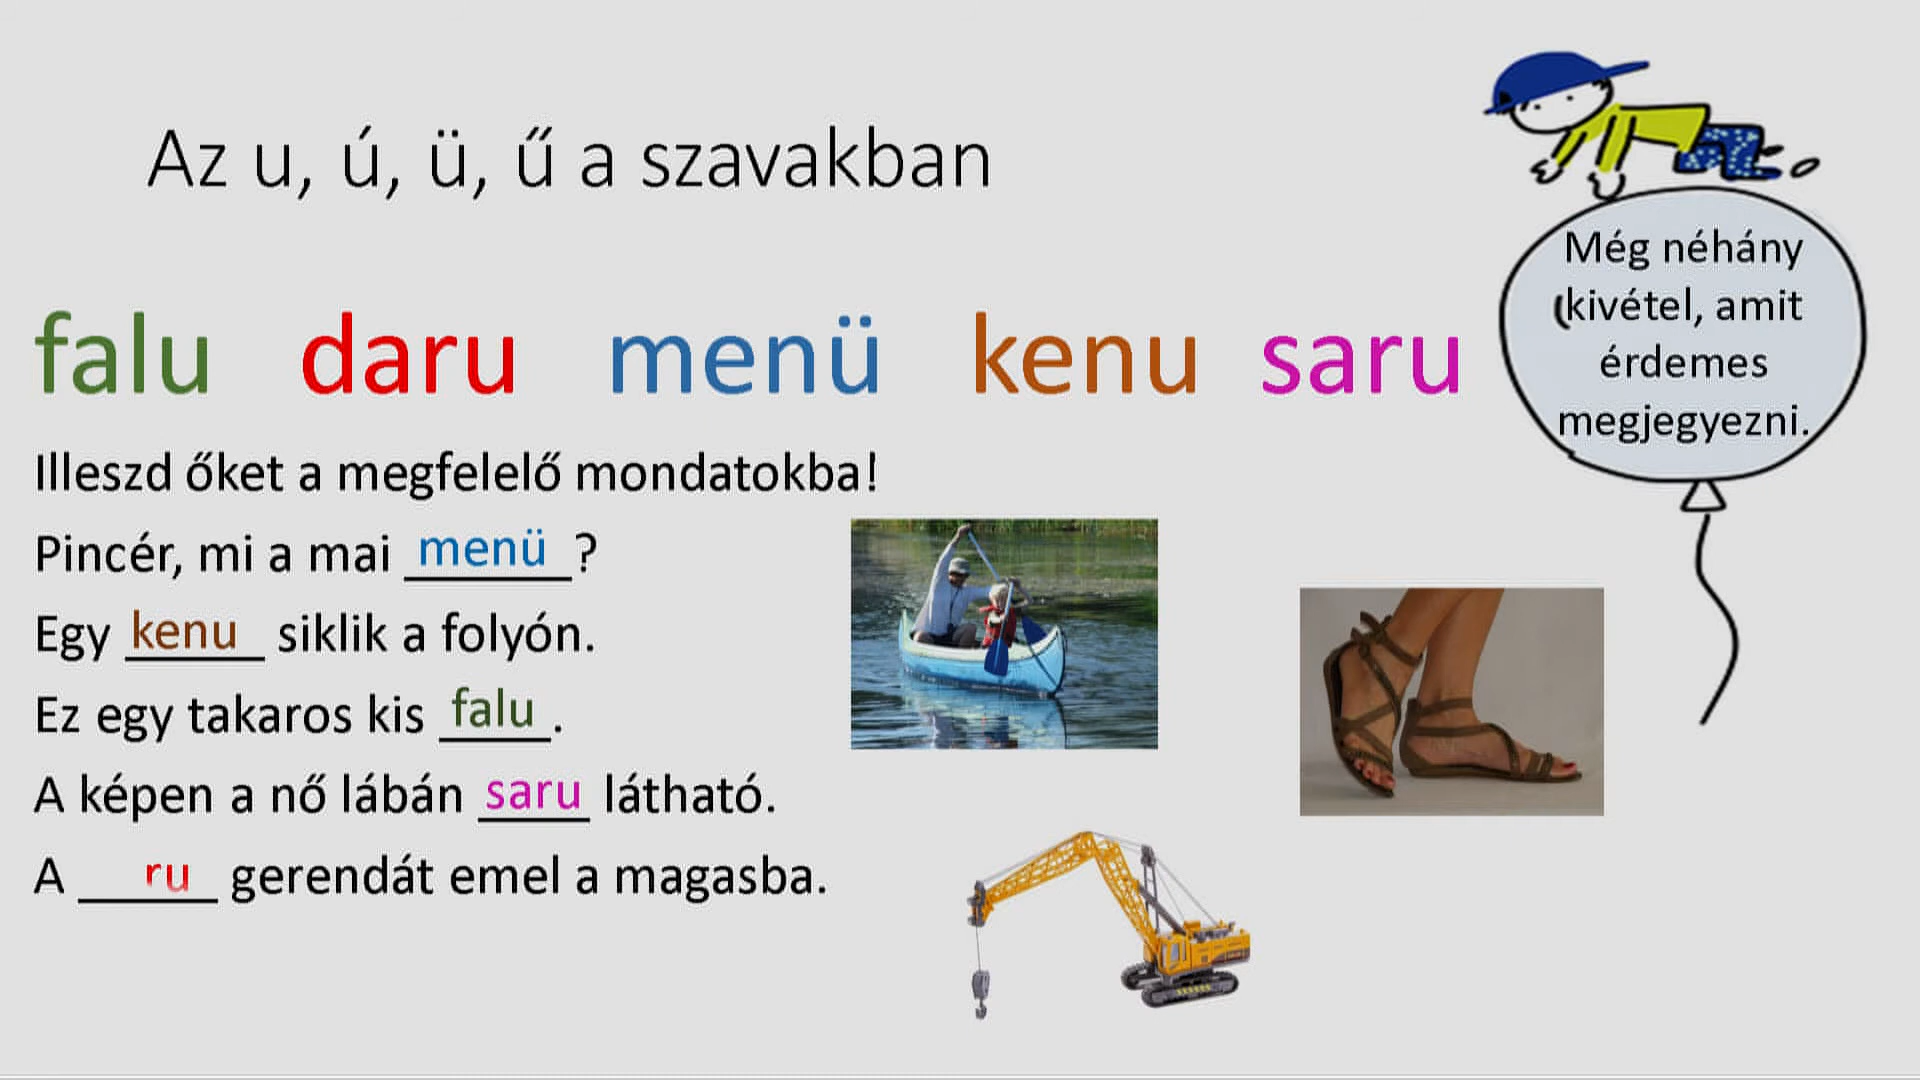 Az u, ú, ü, ű a szavakban
falu daru menü kenu saru
Még néhány
kivétel, amit
érdemes
megjegyezni.
Illeszd őket a megfelelő mondatokba!
Pincér, mi a mai menü?
Egy kenu siklik a folyón.
Ez egy takaros kis falu.
A képen a nő lábán saru látható.
A ru gerendát emel a magasba.